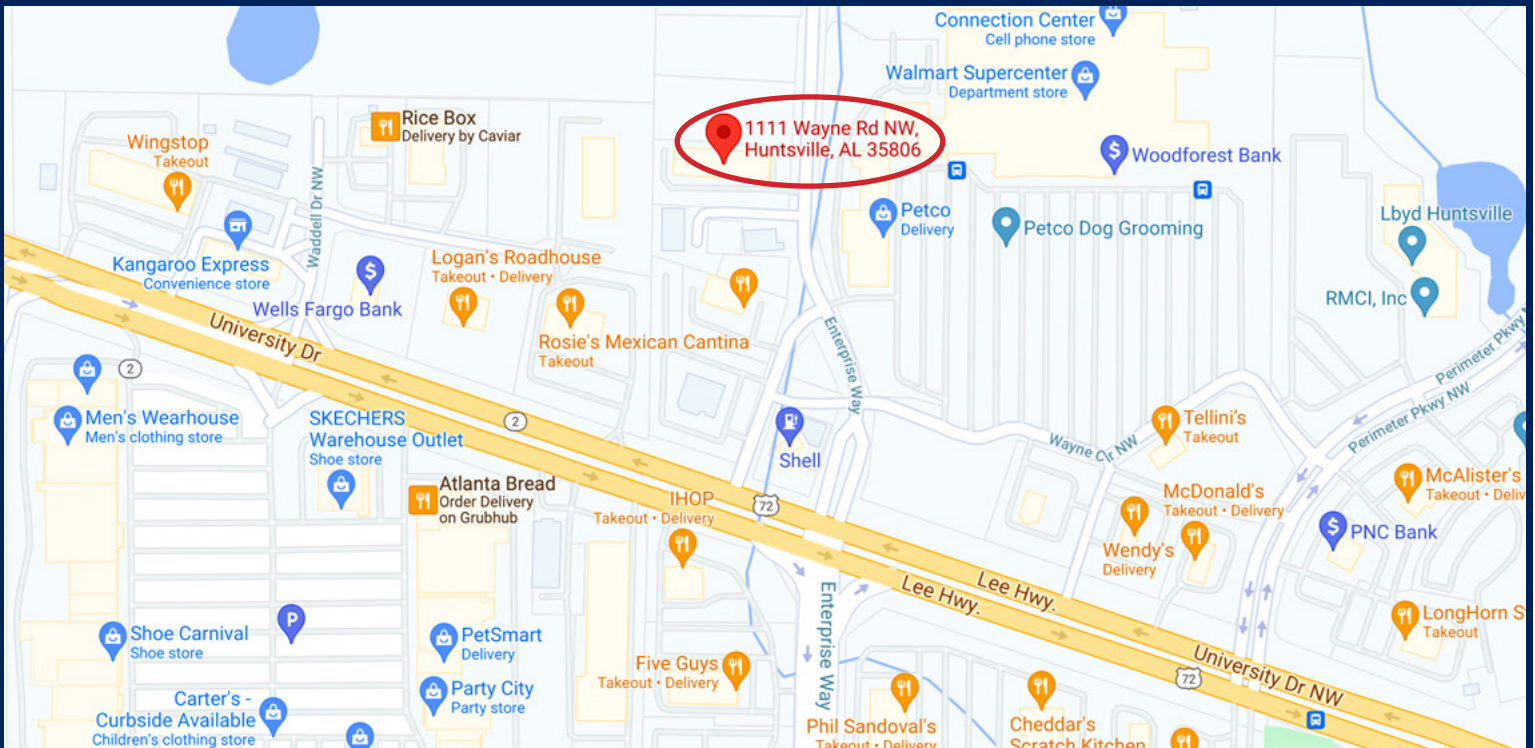 Connection Center
Cell phone store
Walmart Supercenter
Department store
Rice Box
Delivery by Caviar
1111 Wayne Rd NW,
Huntsville, AL 35806
Wingstop
Takeout
Woodforest Bank
Waddell Dr NW
Petco
Delivery
Petco Dog Grooming
Lbyd Huntsville
Kangaroo Express
Convenience store
Logan's Roadhouse
Takeout • Delivery
Wells Fargo Bank
RMCI, Inc
University Dr
Rosie's Mexican Cantina
Takeout
Enterprise Way
Perimeter Pkwy N
Perimeter Pkwy NW
2
Men's Wearhouse
Men's clothing store
SKECHERS
Warehouse Outlet
Shoe store
2
Shell
Wayne Cir NW
Tellini's
Takeout
McAlister's
Takeout • Deliv
Atlanta Bread
Order Delivery
on Grubhub
IHOP
Takeout • Delivery
72
McDonald's
Takeout • Delivery
Wendy's
Delivery
PNC Bank
Lee Hwy.
Lee Hwy.
Enterprise Way
LongHorn S
Takeout
Shoe Carnival
Shoe store
P
PetSmart
Delivery
Five Guys
Takeout • Delivery
University Dr NW
72
Party City
Party store
Carter's -
Curbside Available
Children's clothing store
Phil Sandoval's
Takeout • Delivery
Cheddar's
Scratch Kitchen